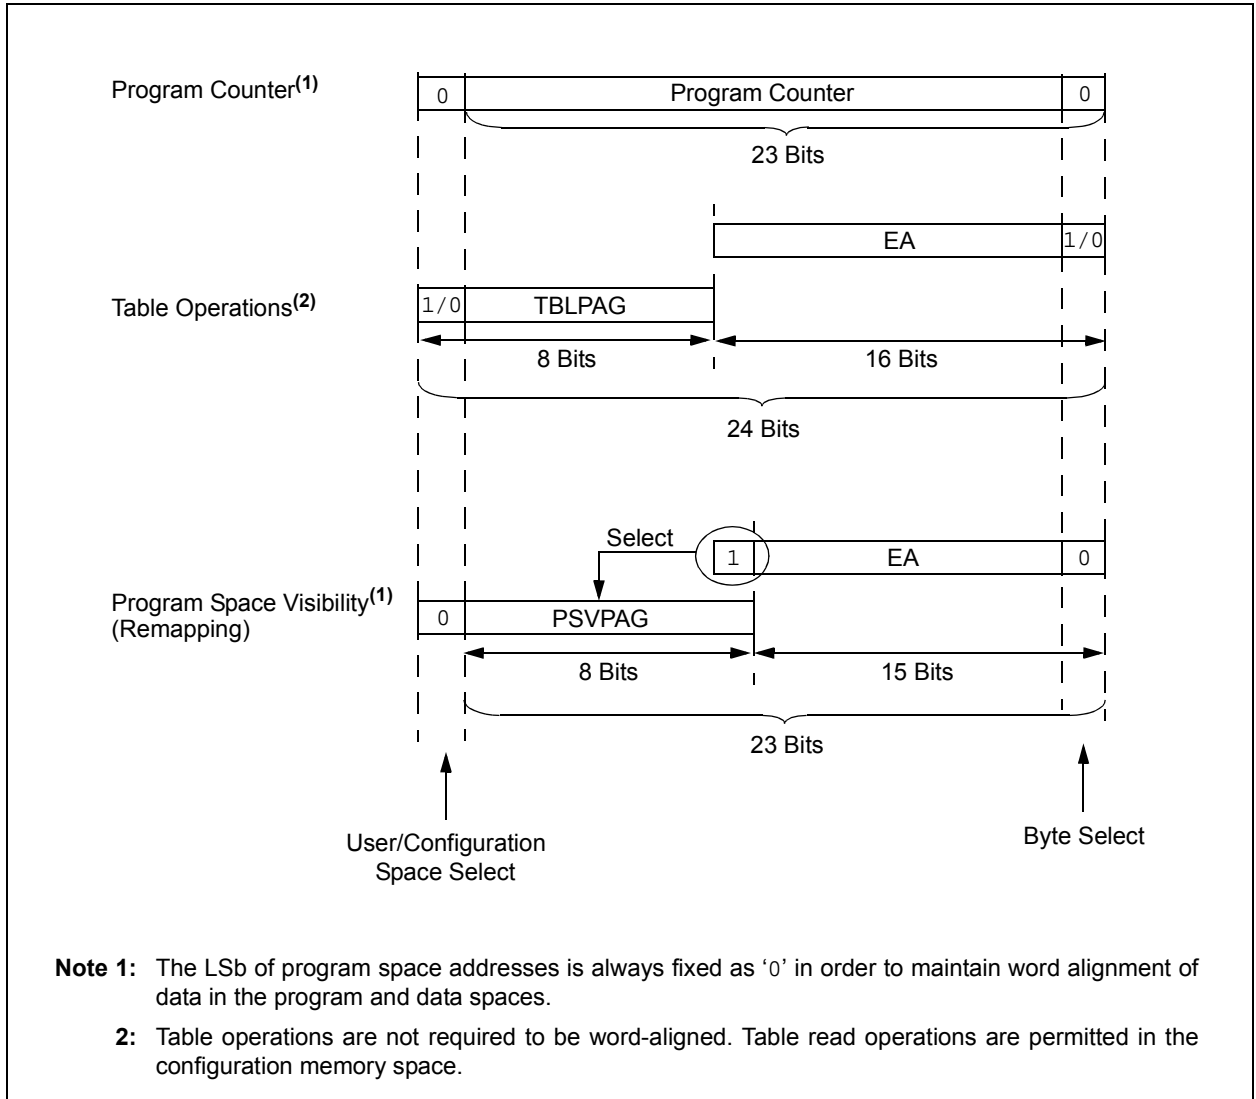 Program Counter(1)
0 Program Counter 0
23 Bits
EA 1/0
Table Operations(2)
1/0 TBLPAG
8 Bits 16 Bits
24 Bits
Select
1 EA 0
Program Space Visibility(1)
(Remapping)
0 PSVPAG
8 Bits 15 Bits
23 Bits
User/Configuration
Space Select
Byte Select
Note 1: The LSb of program space addresses is always fixed as ‘0’ in order to maintain word alignment of
data in the program and data spaces.
2: Table operations are not required to be word-aligned. Table read operations are permitted in the
configuration memory space.